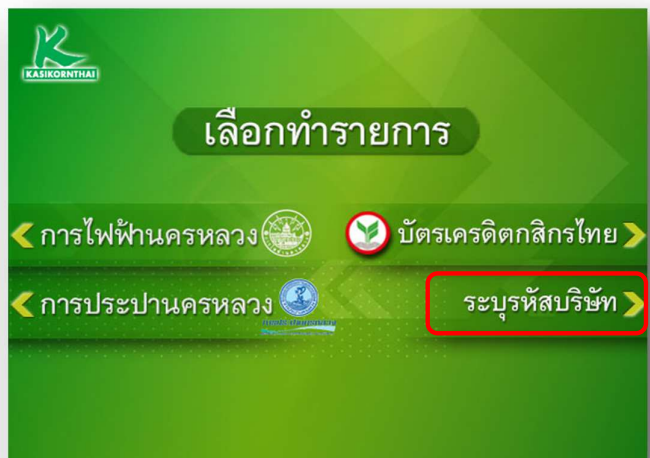 KASIKORNTHAI
เลือกทำรายการ
การไฟฟ้านครหลวง
บัตรเครดิตกสิกรไทย
การประปานครหลวง
ระบุรหัสบริษัท